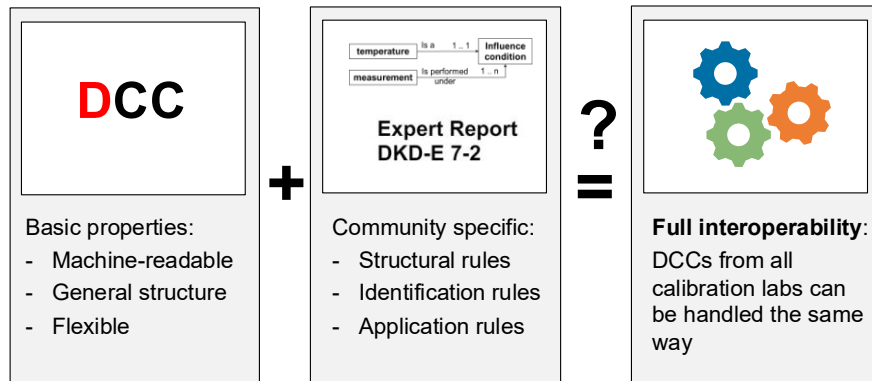 DCC
Basic properties:
- Machine-readable
- General structure
- Flexible
+
temperature Is a 1 .. 1 Influence condition
measurement Is performed under 1 .. n
Expert Report
DKD-E 7-2
Community specific:
- Structural rules
- Identification rules
- Application rules
?
=
Full interoperability:
DCCs from all
calibration labs can
be handled the same
way